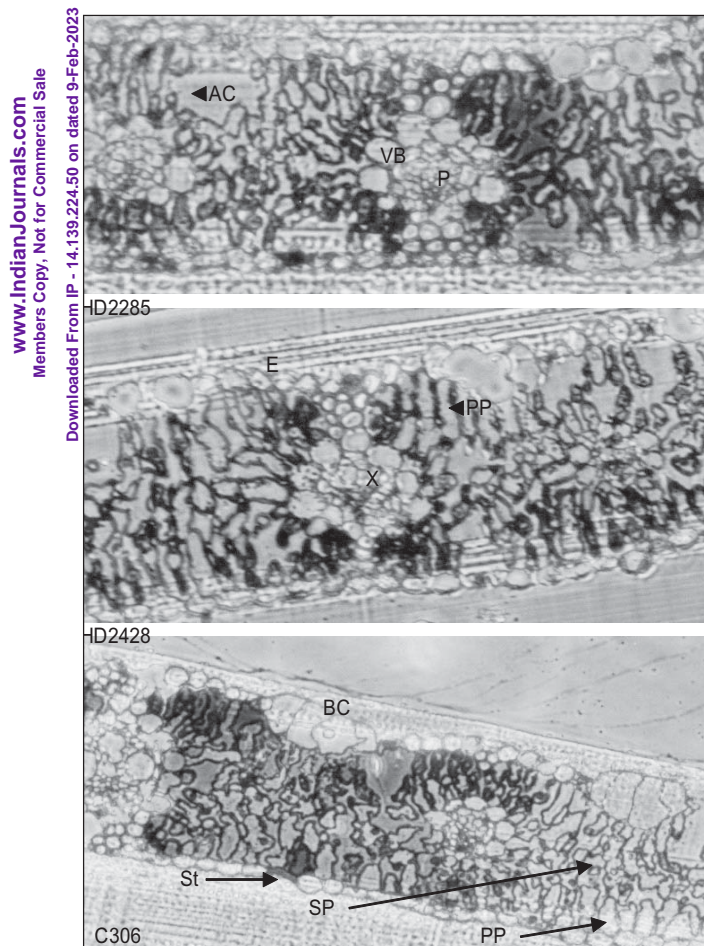 www.IndianJournals.com
Members Copy, Not for Commercial Sale
Downloaded From IP - 14.139.224.50 on dated 9-Feb-2023
AC
VB
P
HD2285
E
PP
X
HD2428
BC
St
SP
PP
C306